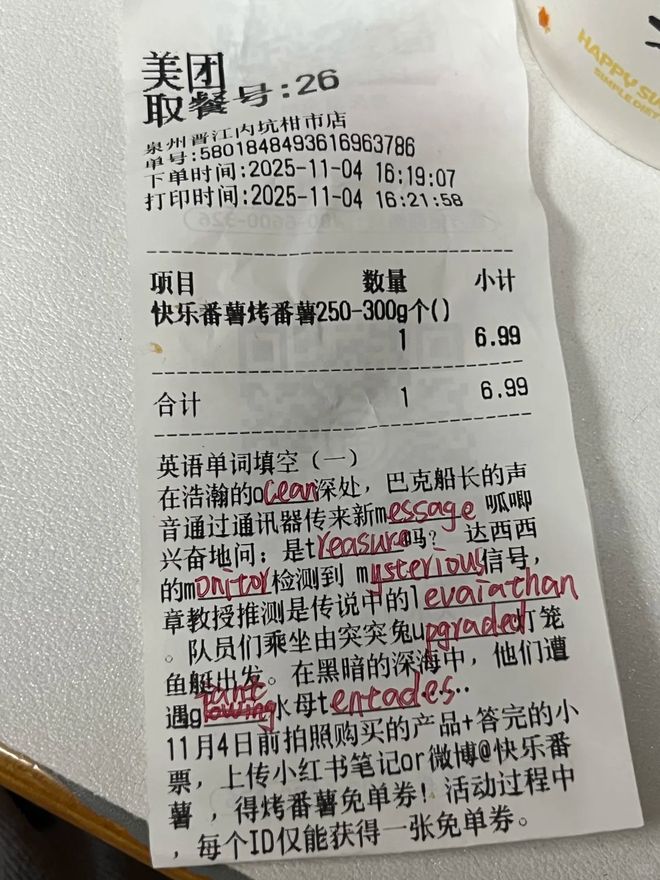 美团
取餐号:26
泉州晋江内坑柑市店
单号:5801848493616963786
下单时间:2025-11-04 16:19:07
打印时间:2025-11-04 16:21:58
项目 数量 小计
快乐番薯烤番薯250-300g个()
1 6.99
合计 1 6.99
英语单词填空（一）
在浩瀚的ocean深处，巴克船长的声
音通过通讯器传来新message 呱唧
兴奋地问：是treasure吗？ 达西西
的monitor检测到 mysterious信号，
章教授推测是传说中的levaiathan
。队员们乘坐由突突兔upgraded灯笼
鱼艇出发。在黑暗的深海中，他们遭
遇giant水母tentacles...
11月4日前拍照购买的产品+答完的小
票，上传小红书笔记or微博@快乐番
薯 ，得烤番薯免单券！活动过程中
，每个ID仅能获得一张免单券。
HAPPY SU
SIMPLE DIET